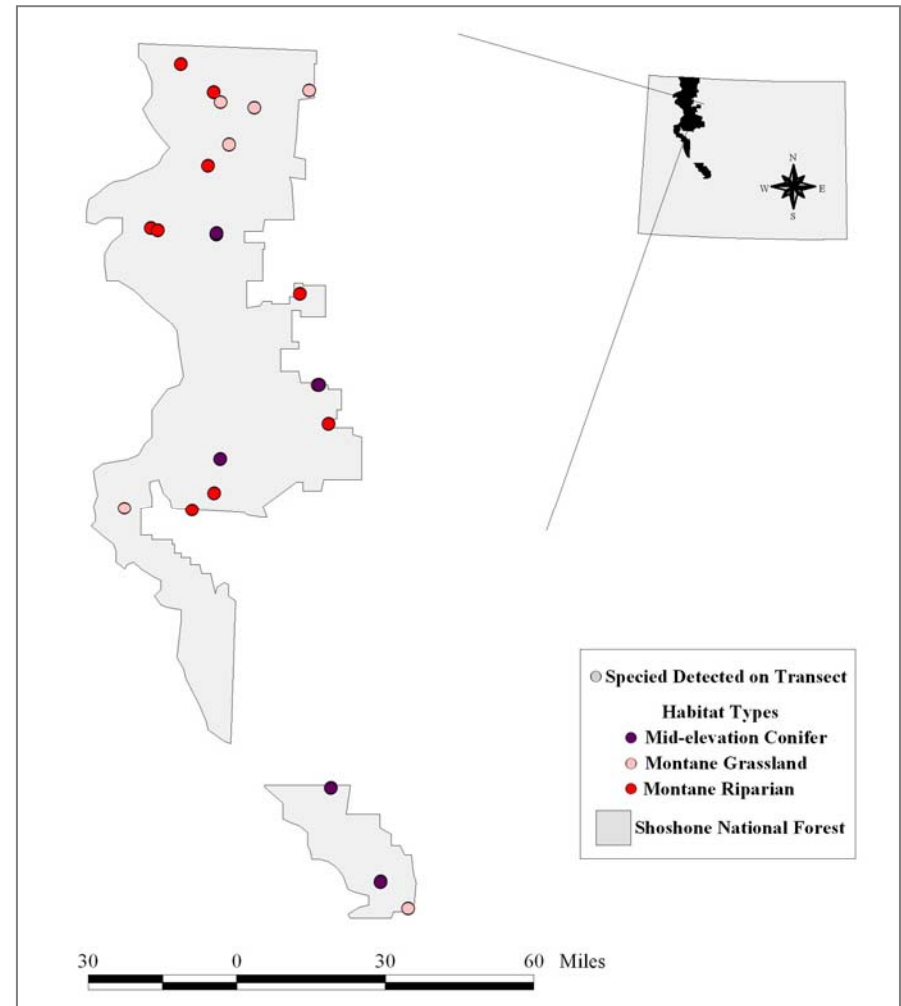 N
W E
S
Specied Detected on Transect
Habitat Types
Mid-elevation Conifer
Montane Grassland
Montane Riparian
Shoshone National Forest
30 0 30 60 Miles